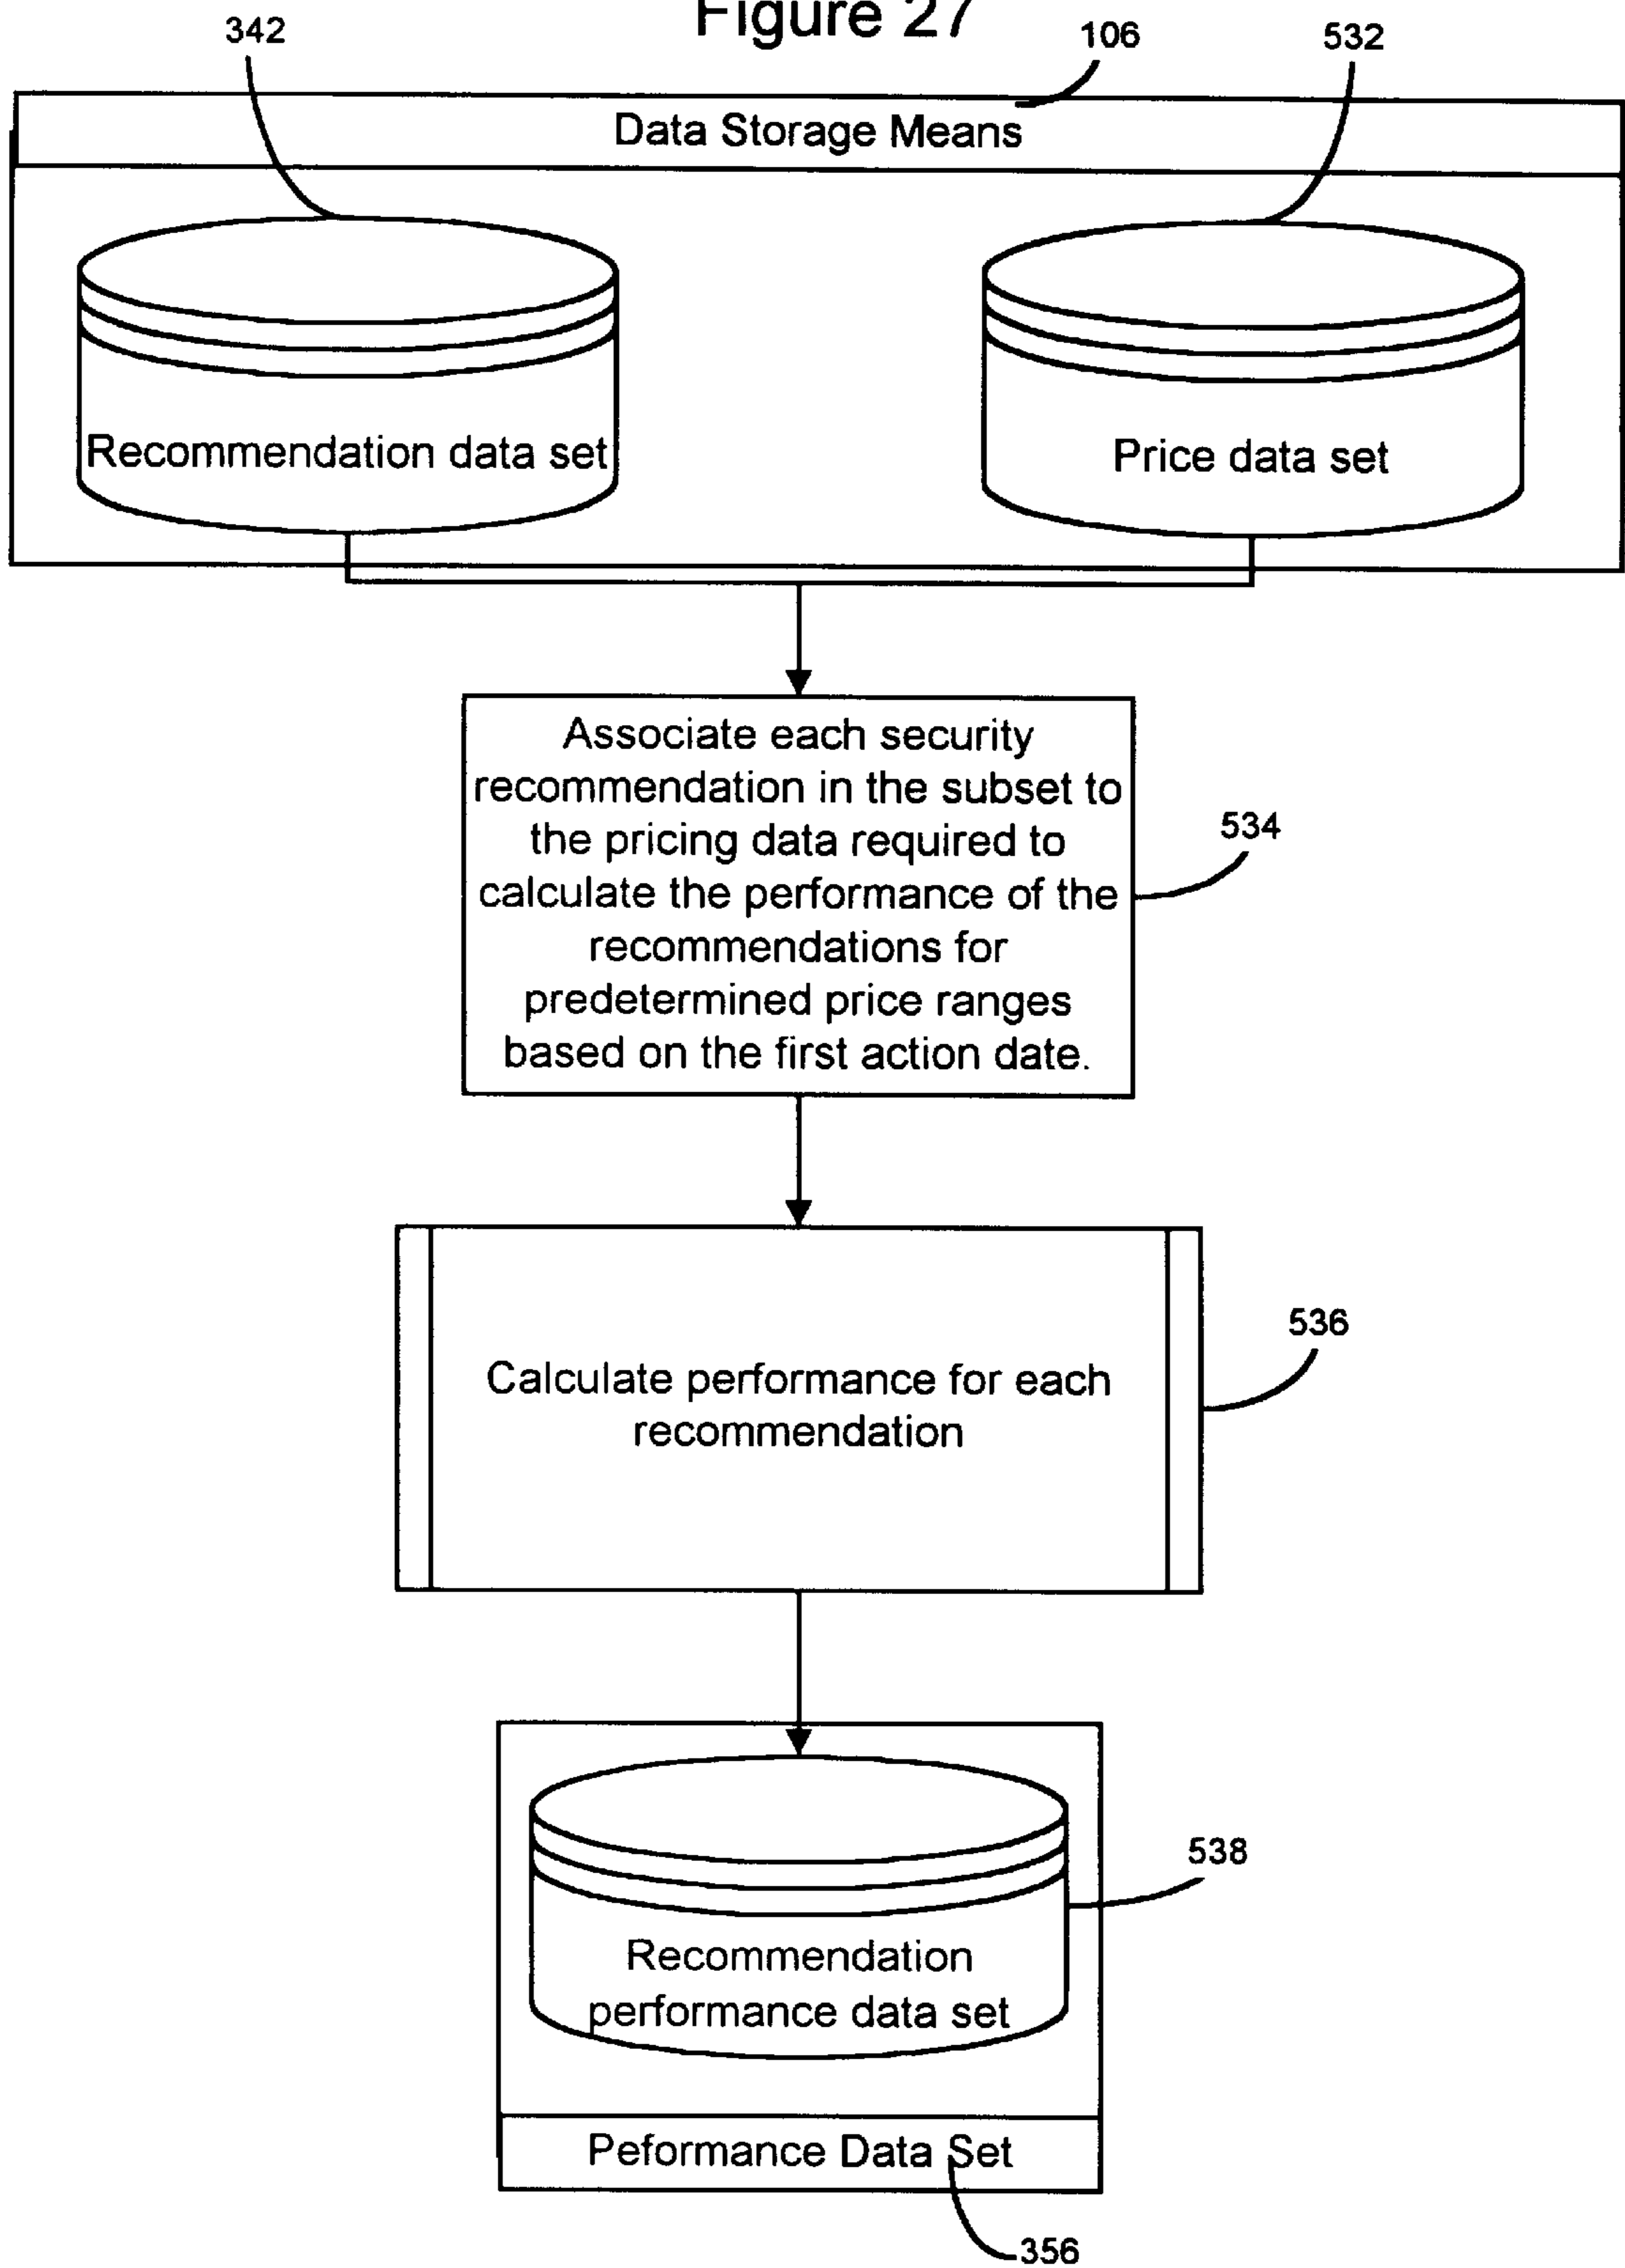 Figure 27
342
106
532
Data Storage Means
Recommendation data set
Price data set
Associate each security
recommendation in the subset to
the pricing data required to
calculate the performance of the
recommendations for
predetermined price ranges
based on the first action date.
534
Calculate performance for each
recommendation
536
538
Recommendation
performance data set
Peformance Data Set
356